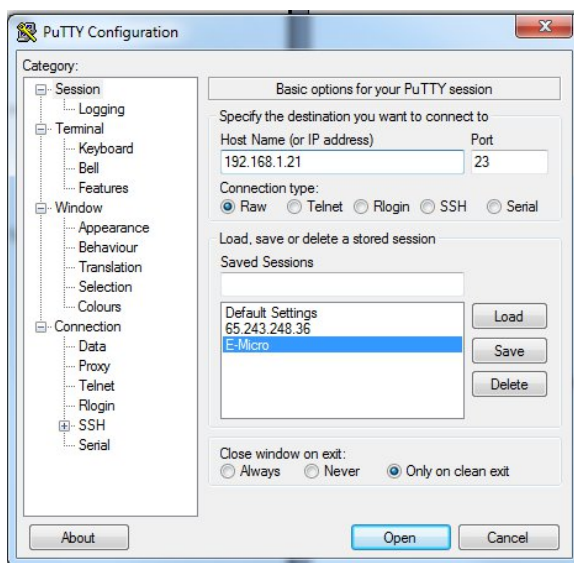 PuTTY Configuration
Category:
Session
Logging
Terminal
Keyboard
Bell
Features
Window
Appearance
Behaviour
Translation
Selection
Colours
Connection
Data
Proxy
Telnet
Rlogin
SSH
Serial
Basic options for your PuTTY session
Specify the destination you want to connect to
Host Name (or IP address) Port
192.168.1.21 23
Connection type:
Raw Telnet Rlogin SSH Serial
Load, save or delete a stored session
Saved Sessions
Default Settings
65.243.248.36
E-Micro
Load
Save
Delete
Close window on exit:
Always Never Only on clean exit
About Open Cancel